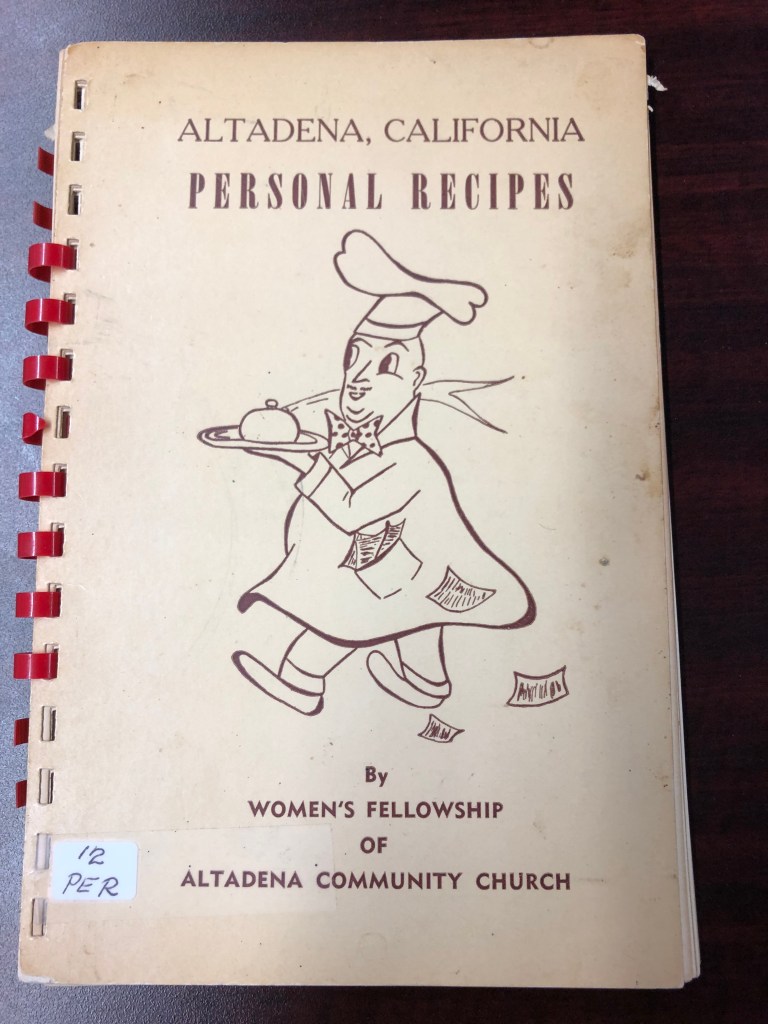 ALTADENA, CALIFORNIA
PERSONAL RECIPES
By
WOMEN'S FELLOWSHIP
OF
ALTADENA COMMUNITY CHURCH
12
PER